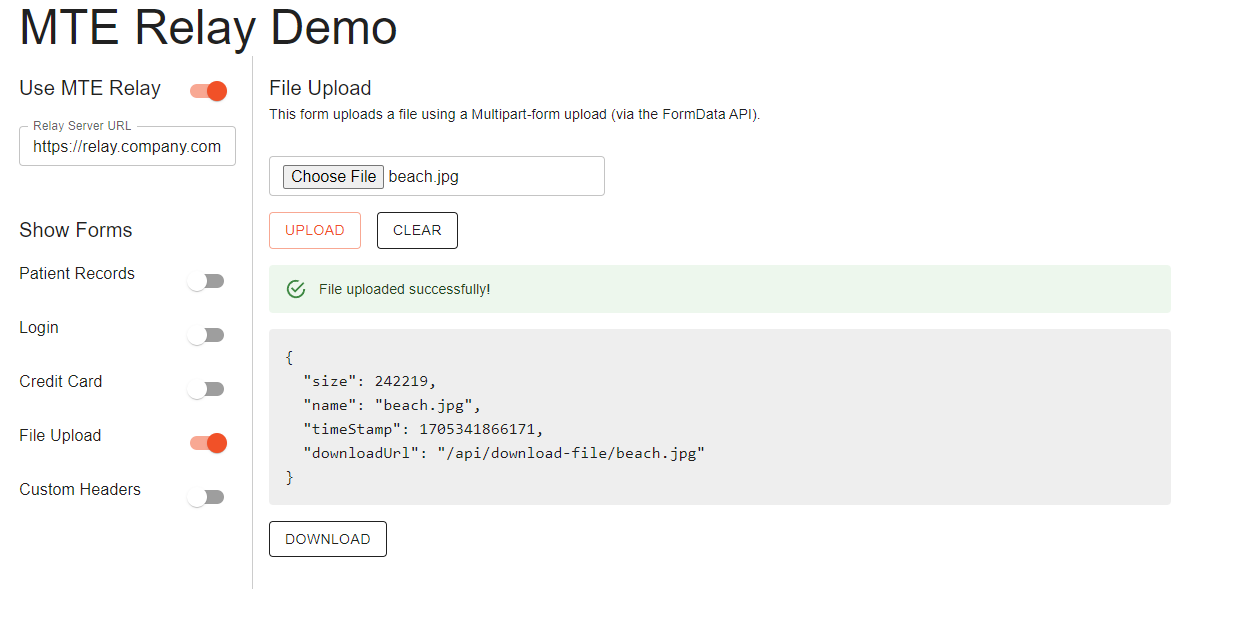 MTE Relay Demo
Use MTE Relay
Relay Server URL
https://relay.company.com
Show Forms
Patient Records
Login
Credit Card
File Upload
Custom Headers
File Upload
This form uploads a file using a Multipart-form upload (via the FormData API).
Choose File beach.jpg
UPLOAD CLEAR
File uploaded successfully!
{
  "size": 242219,
  "name": "beach.jpg",
  "timeStamp": 1705341866171,
  "downloadUrl": "/api/download-file/beach.jpg"
}
DOWNLOAD